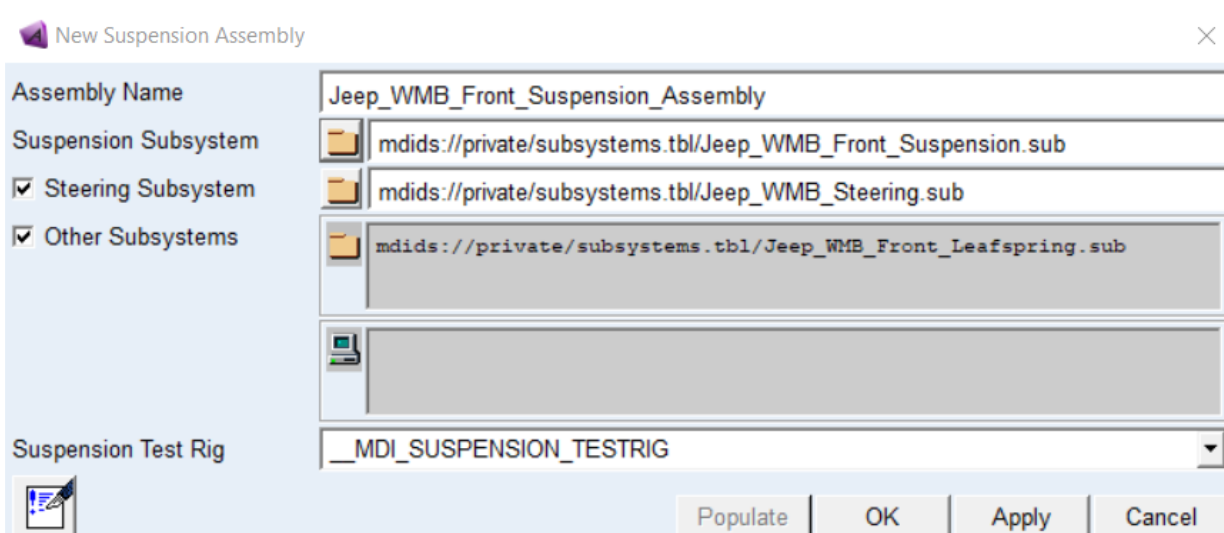 New Suspension Assembly
Assembly Name
Jeep_WMB_Front_Suspension_Assembly
Suspension Subsystem
mdids://private/subsystems.tbl/Jeep_WMB_Front_Suspension.sub
Steering Subsystem
mdids://private/subsystems.tbl/Jeep_WMB_Steering.sub
Other Subsystems
mdids://private/subsystems.tbl/Jeep_WMB_Front_Leafspring.sub
Suspension Test Rig
__MDI_SUSPENSION_TESTRIG
Populate
OK
Apply
Cancel